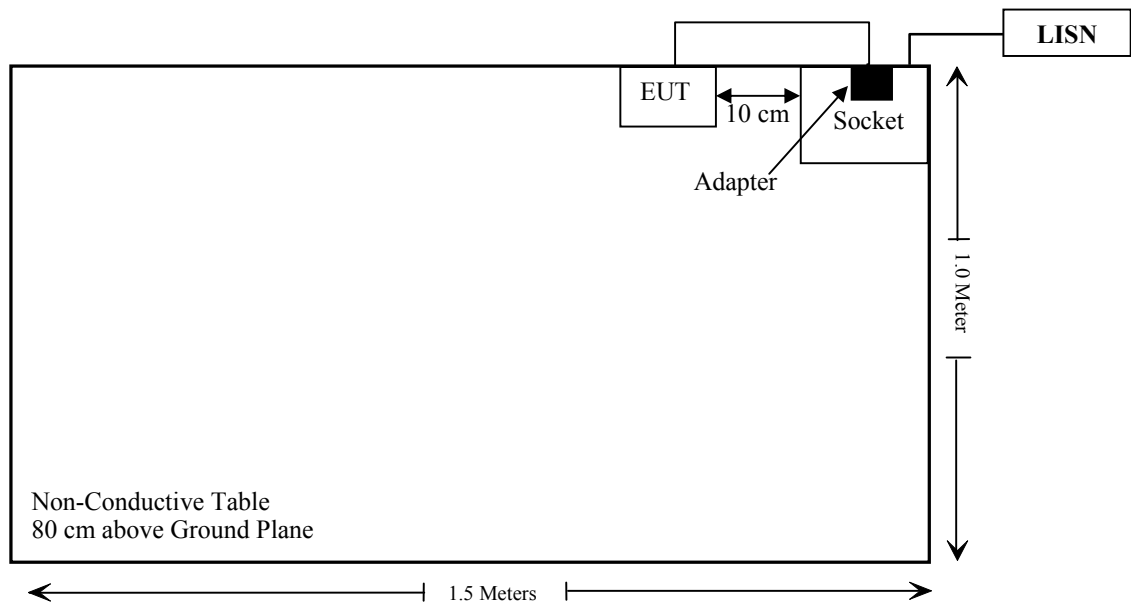 LISN
EUT
10 cm
Socket
Adapter
1.0 Meter
Non-Conductive Table
80 cm above Ground Plane
1.5 Meters